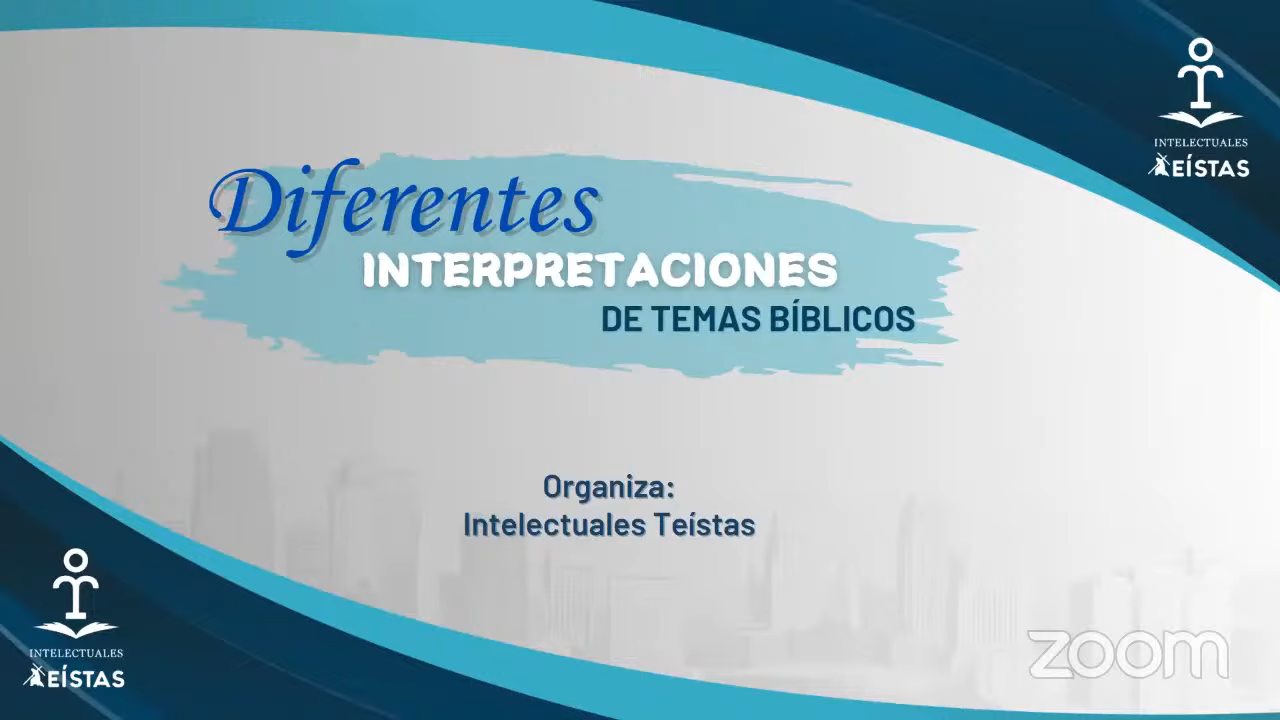 INTELECTUALES
TEÍSTAS
Diferentes
INTERPRETACIONES
DE TEMAS BÍBLICOS
Organiza:
Intelectuales Teístas
INTELECTUALES
TEÍSTAS
zoom